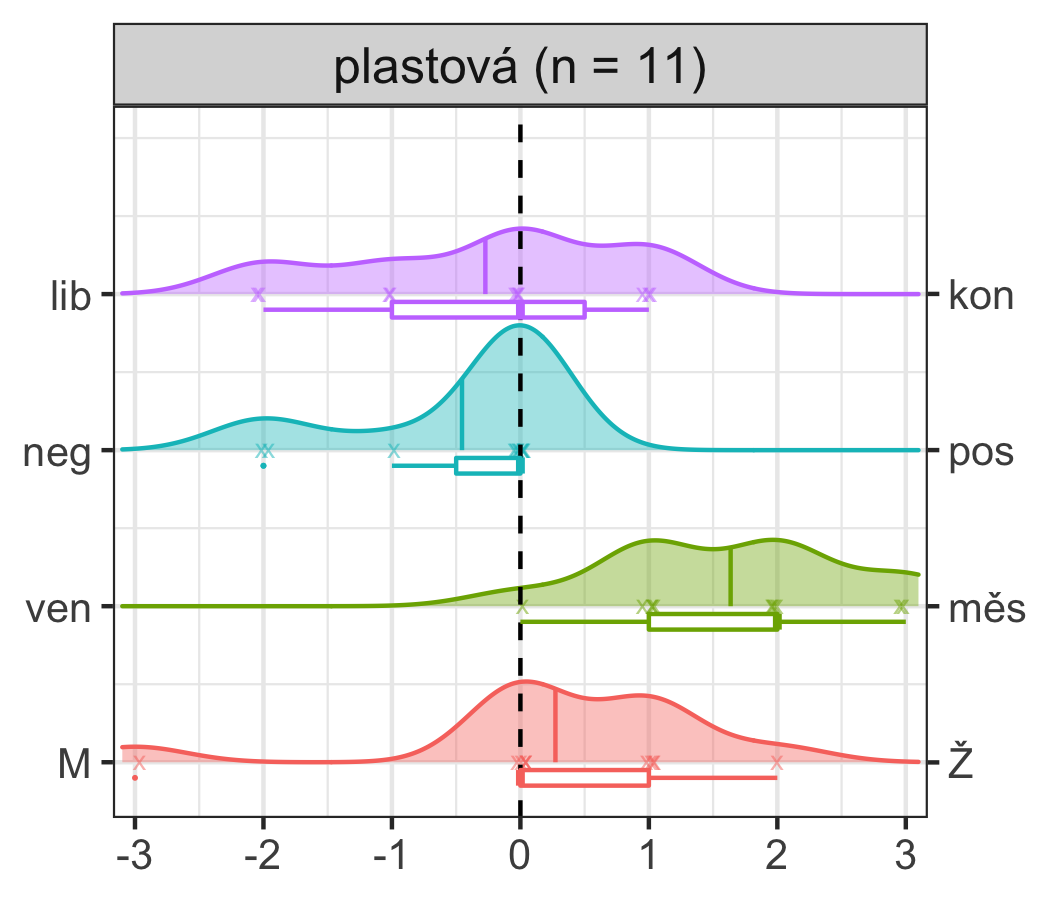 plastová (n = 11)
lib kon
neg pos
ven měs
M Ž
-3 -2 -1 0 1 2 3